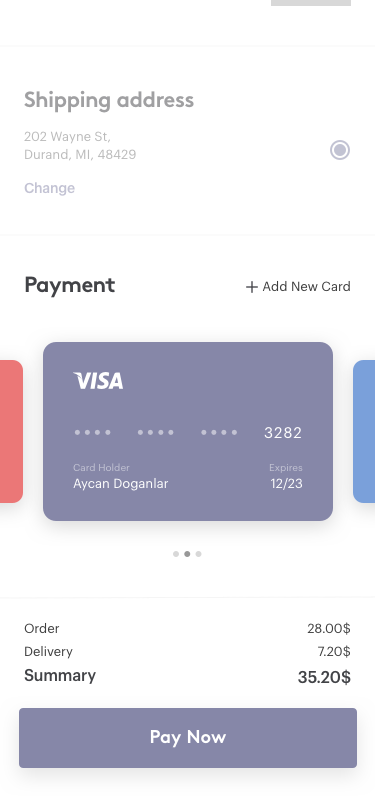 Shipping address
202 Wayne St,
Durand, MI, 48429
Change
Payment
+ Add New Card
VISA
•••• •••• •••• 3282
Card Holder
Expires
Aycan Doganlar
12/23
Order
28.00$
Delivery
7.20$
Summary
35.20$
Pay Now